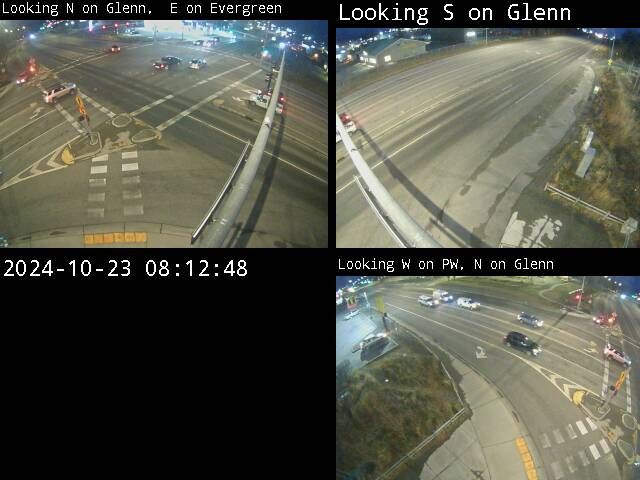 Looking N on Glenn, E on Evergreen
Looking S on Glenn
2024-10-23 08:12:48
Looking W on PW, N on Glenn